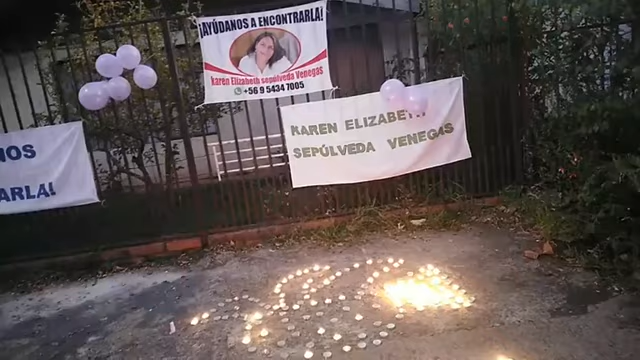 ¡AYÚDANOS A ENCONTRARLA!
karen Elizabeth sepúlveda Venegas
+56 9 5434 7005
KAREN ELIZABETH
SEPÚLVEDA VENEGAS
NOS
ARLA!